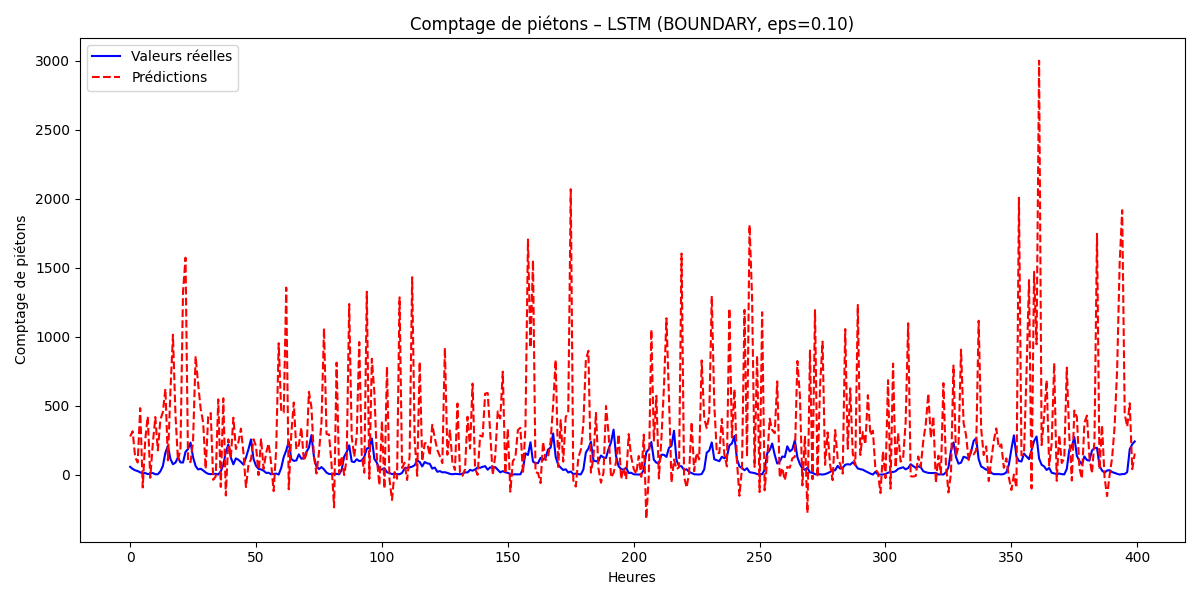 Comptage de piétons – LSTM (BOUNDARY, eps=0.10)
Valeurs réelles
Prédictions
Comptage de piétons
3000
2500
2000
1500
1000
500
0
0 50 100 150 200 250 300 350 400
Heures